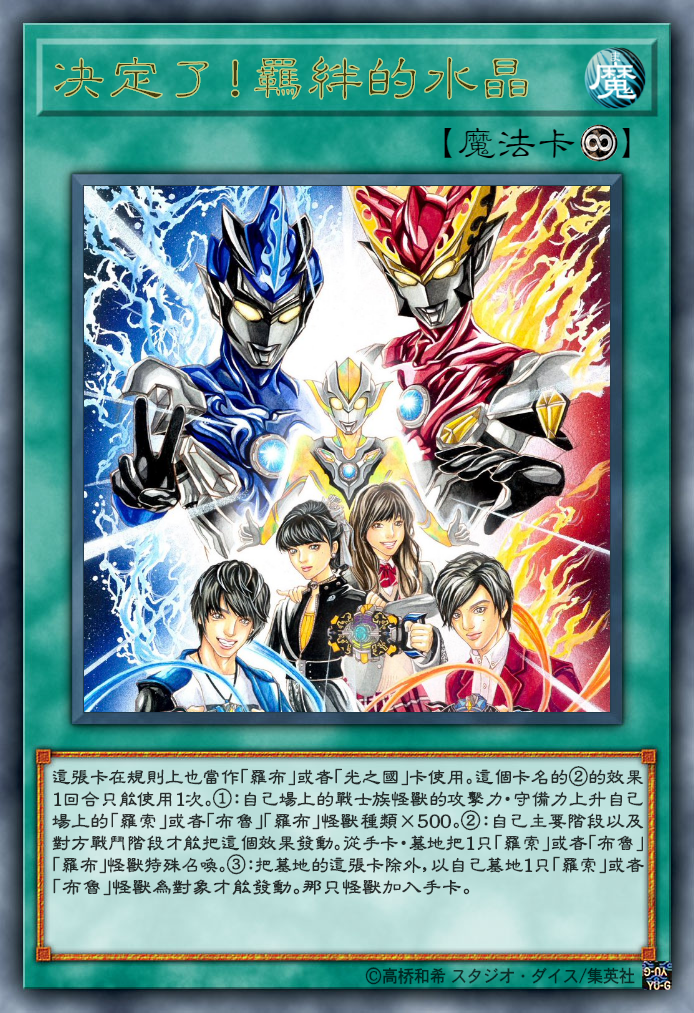 决定了!羈絆的水晶
魔
【魔法卡】
這張卡在規則上也當作「羅布」或者「光之國」卡使用。這個卡名的②的效果
1回合只能使用1次。①:自己場上的戰士族怪獸的攻擊力·守備力上升自己
場上的「羅索」或者「布魯」「羅布」怪獸種類×500。②:自己主要階段以及
對方戰鬥階段才能把這個效果發動。從手卡·墓地把1只「羅索」或者「布魯」
「羅布」怪獸特殊召喚。③:把墓地的這張卡除外,以自己墓地1只「羅索」或者
「布魯」怪獸為對象才能發動。那只怪獸加入手卡。
©高桥和希 スタジオ・ダイス/集英社